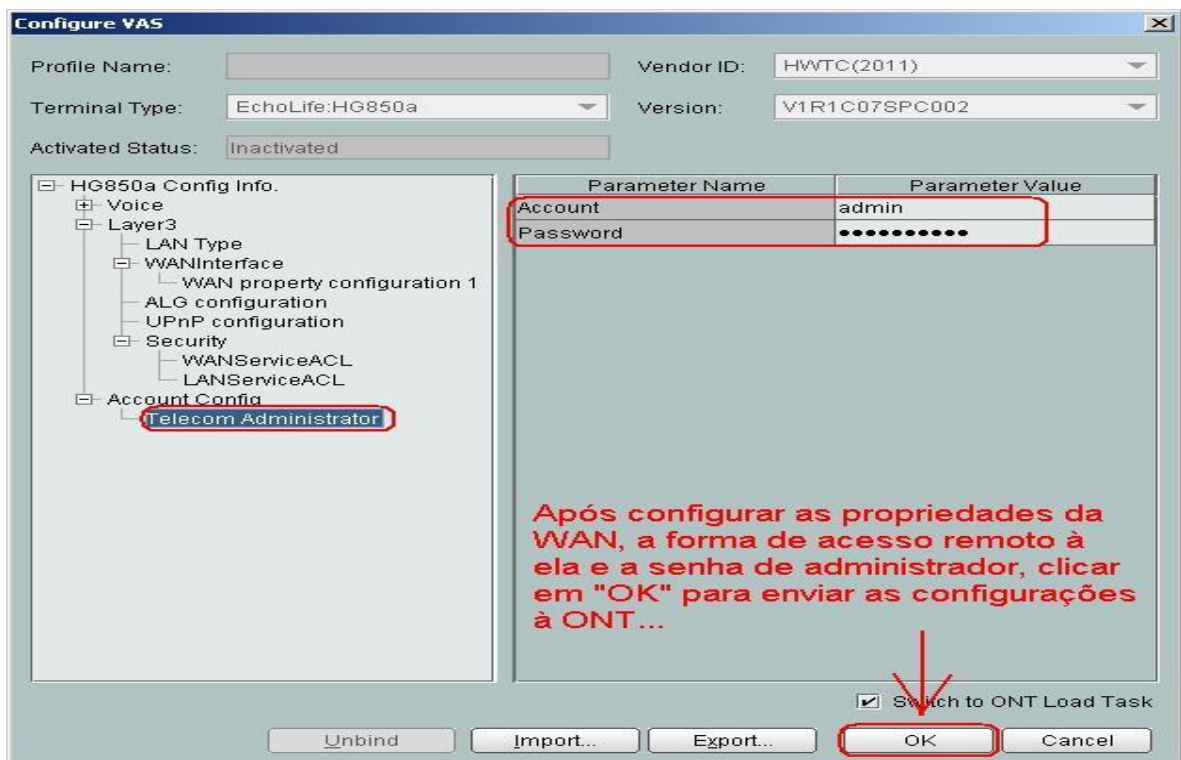 Configure VAS
Profile Name:
Vendor ID: HWTC(2011)
Terminal Type: EchoLife:HG850a
Version: V1R1C07SPC002
Activated Status: Inactivated
HG850a Config Info.
Voice
Layer3
LAN Type
WANInterface
WAN property configuration 1
ALG configuration
UPnP configuration
Security
WANServiceACL
LANServiceACL
Account Config
Telecom Administrator
Parameter Name Parameter Value
Account admin
Password ••••••••••
Após configurar as propriedades da
WAN, a forma de acesso remoto à
ela e a senha de administrador, clicar
em "OK" para enviar as configurações
à ONT...
Switch to ONT Load Task
Unbind Import... Export... OK Cancel